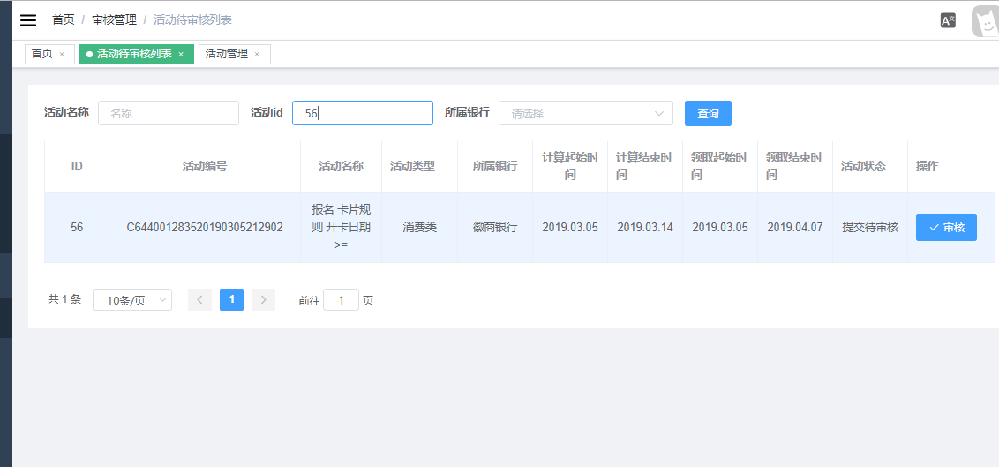 首页 / 审核管理 / 活动待审核列表
首页 × 活动待审核列表 × 活动管理 ×
活动名称 名称 活动id 56 所属银行 请选择 查询
ID 活动编号 活动名称 活动类型 所属银行 计算起始时间 计算结束时间 领取起始时间 领取结束时间 活动状态 操作
56 C644001283520190305212902 报名 卡片规则 开卡日期>= 消费类 徽商银行 2019.03.05 2019.03.14 2019.03.05 2019.04.07 提交待审核 审核
共 1 条 10条/页 1 前往 1 页